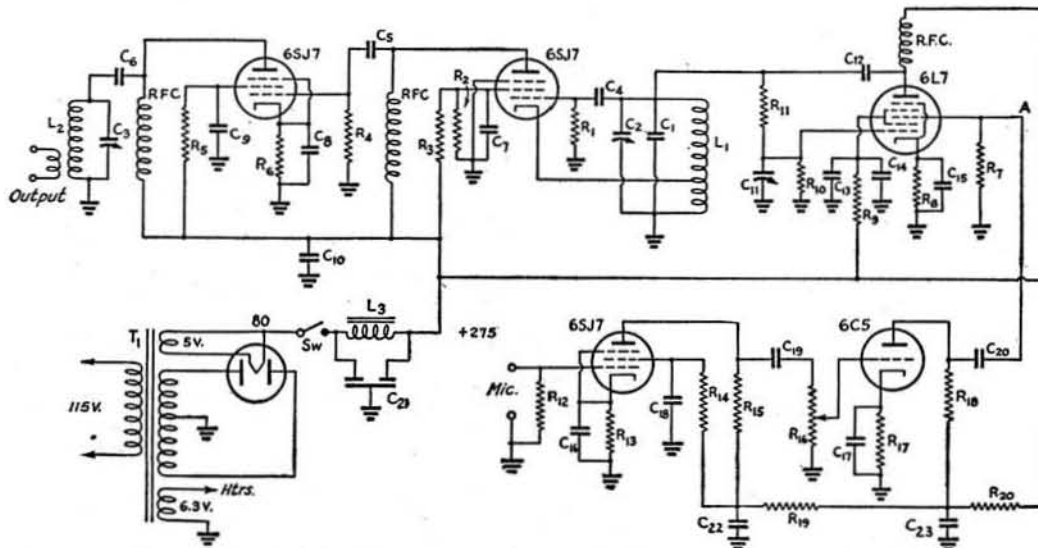 C5
6SJ7
6SJ7
R.F.C.
C6
C12
6L7
R2
C4
A
RFC
RFC
R11
L2
C3
R5
C9
C8
R4
R3
C7
R1
C2
C1
L1
R6
C14
C11
R10
C13
C15
R7
R9
R8
Output
C10
L3
T1
80
+275
6SJ7
6C5
5V.
Sw
C19
C20
Mic.
115V.
C21
R12
C18
R14
R15
R18
C16
R13
R16
C17
R17
Htrs.
6.3V.
R20
C22
R19
C23